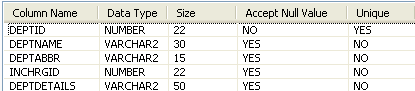 Column Name Data Type Size Accept Null Value Unique
DEPTID NUMBER 22 NO YES
DEPTNAME VARCHAR2 30 YES NO
DEPTABBR VARCHAR2 15 YES NO
INCHRGID NUMBER 22 YES NO
DEPTDETAILS VARCHAR2 50 YES NO